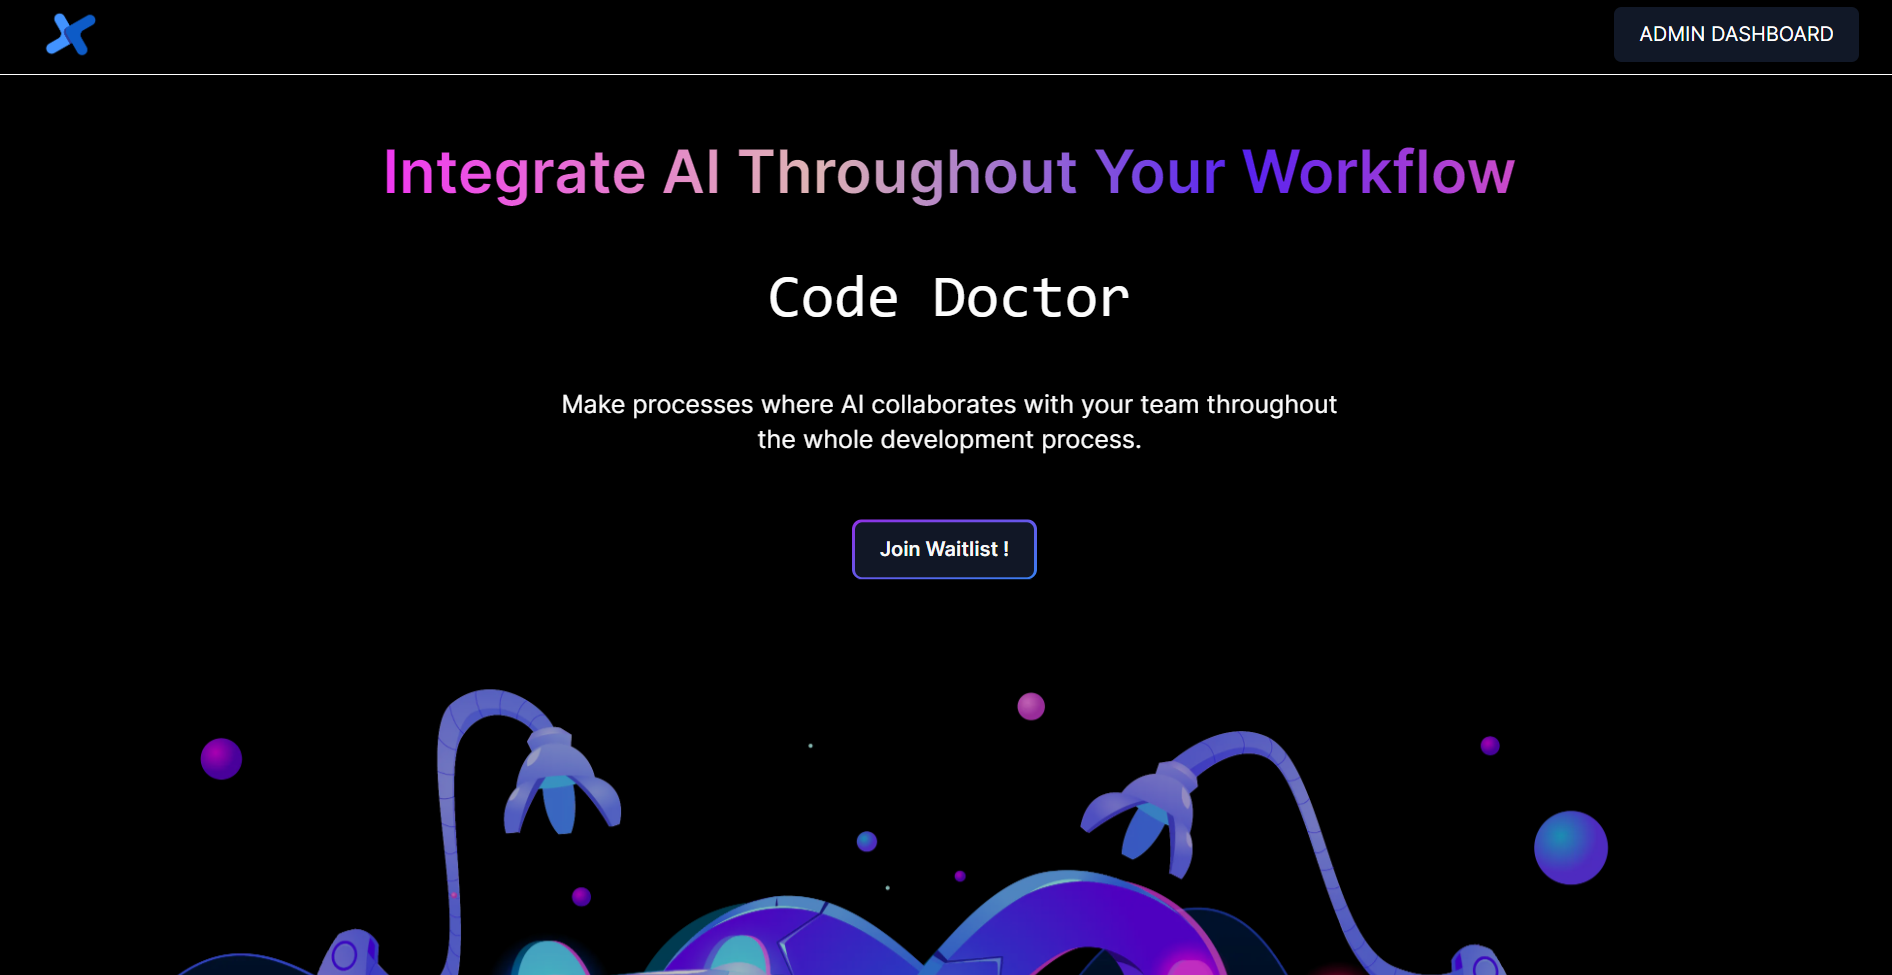 ADMIN DASHBOARD
Integrate AI Throughout Your Workflow
Code Doctor
Make processes where AI collaborates with your team throughout
the whole development process.
Join Waitlist !